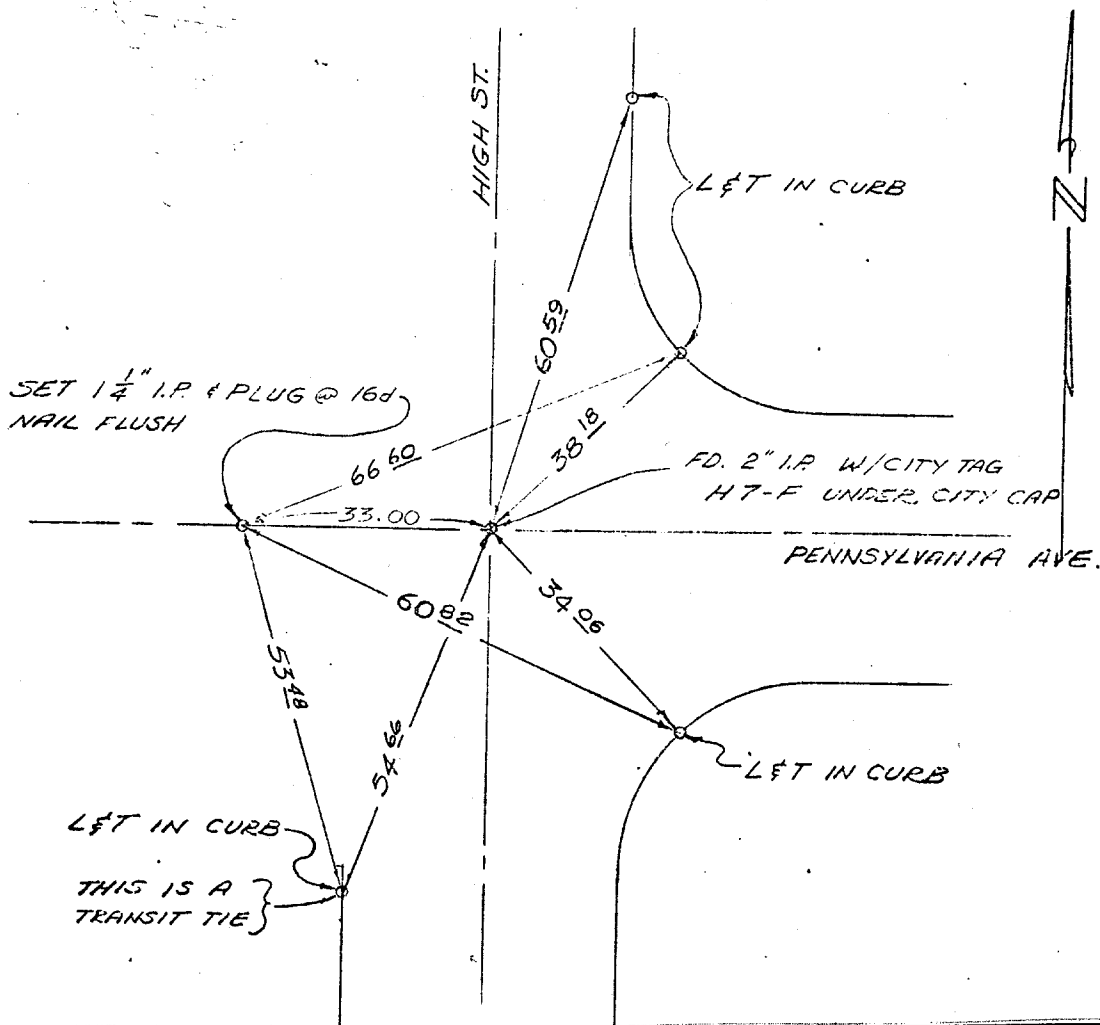 HIGH ST.
N
L & T IN CURB
60 59
SET 1 1/4" I.P. & PLUG @ 16d
NAIL FLUSH
66 60
38 18
FD. 2" I.P. W/CITY TAG
H7-F UNDER CITY CAP
33.00
PENNSYLVANIA AVE.
60 82
34 06
53 48
54 66
L & T IN CURB
L & T IN CURB
THIS IS A
TRANSIT TIE